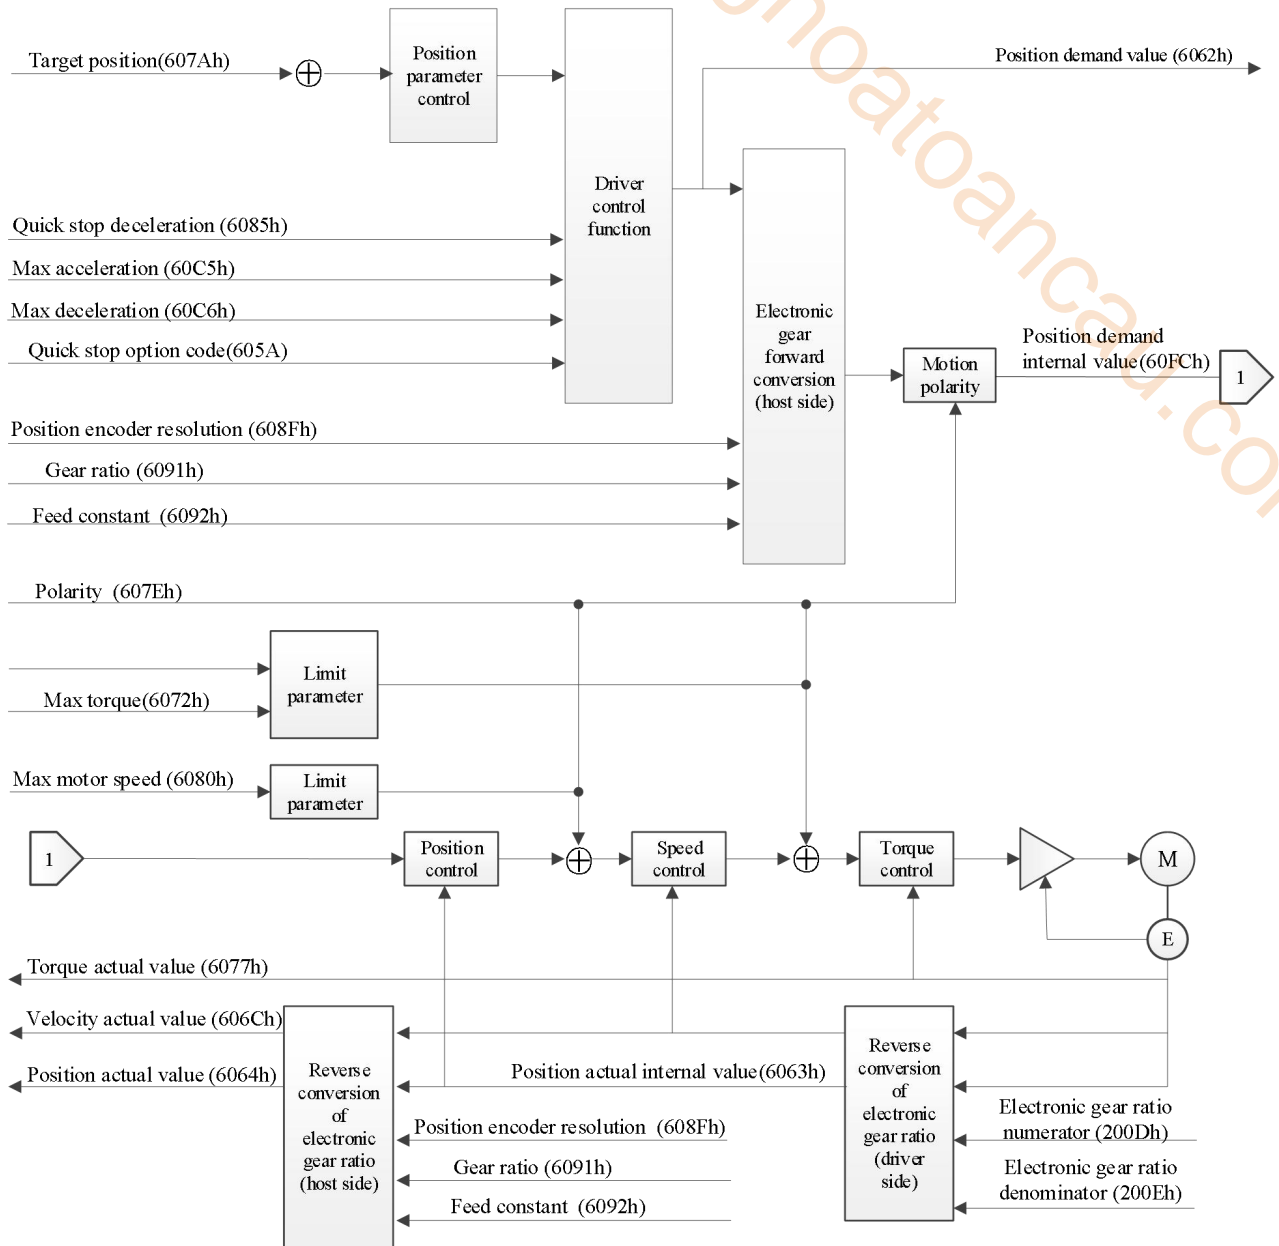 Target position(607Ah)
Position
parameter
control
Position demand value (6062h)
Driver
control
function
Quick stop deceleration (6085h)
Max acceleration (60C5h)
Max deceleration (60C6h)
Quick stop option code(605A)
Electronic
gear
forward
conversion
(host side)
Motion
polarity
Position demand
internal value(60FCh)
1
Position encoder resolution (608Fh)
Gear ratio (6091h)
Feed constant (6092h)
Polarity (607Eh)
Limit
parameter
Max torque(6072h)
Max motor speed (6080h)
Limit
parameter
1
Position
control
Speed
control
Torque
control
M
E
Torque actual value (6077h)
Velocity actual value (606Ch)
Position actual value (6064h)
Reverse
conversion
of
electronic
gear ratio
(host side)
Position actual internal value(6063h)
Position encoder resolution (608Fh)
Gear ratio (6091h)
Feed constant (6092h)
Reverse
conversion
of
electronic
gear ratio
(driver
side)
Electronic gear ratio
numerator (200Dh)
Electronic gear ratio
denominator (200Eh)